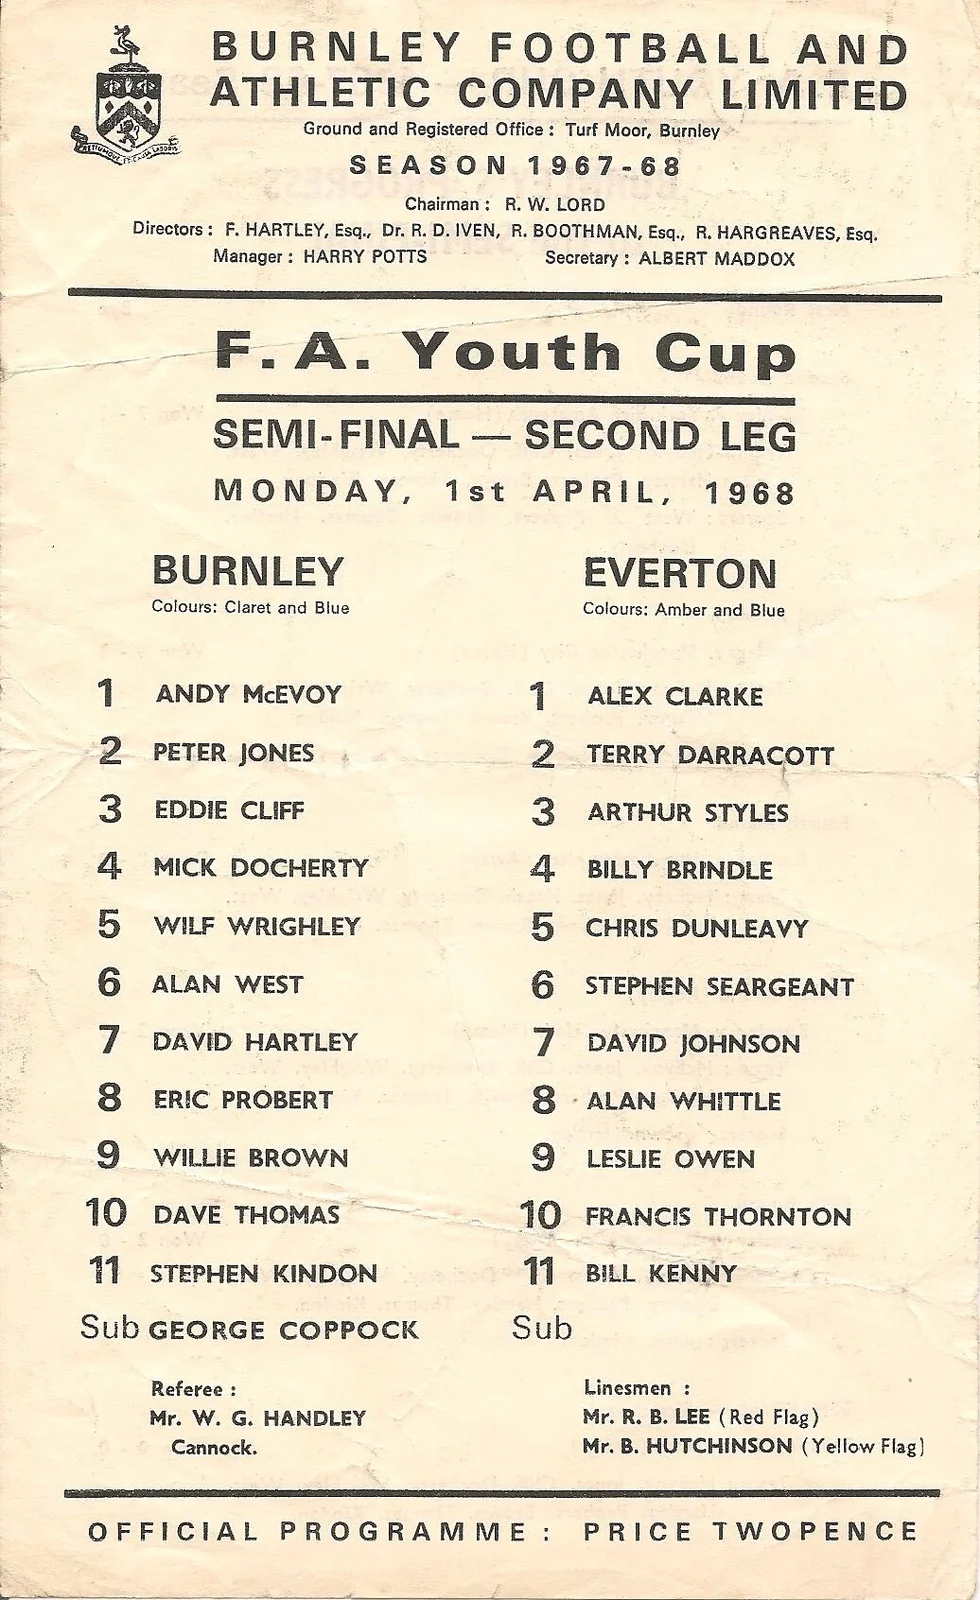 BURNLEY FOOTBALL AND
ATHLETIC COMPANY LIMITED
Ground and Registered Office : Turf Moor, Burnley
SEASON 1967-68
Chairman : R. W. LORD
Directors : F. HARTLEY, Esq., Dr. R. D. IVEN, R. BOOTHMAN, Esq., R. HARGREAVES, Esq.
Manager : HARRY POTTS Secretary : ALBERT MADDOX
F. A. Youth Cup
SEMI-FINAL — SECOND LEG
MONDAY, 1st APRIL, 1968
BURNLEY EVERTON
Colours: Claret and Blue Colours: Amber and Blue
1 ANDY McEVOY 1 ALEX CLARKE
2 PETER JONES 2 TERRY DARRACOTT
3 EDDIE CLIFF 3 ARTHUR STYLES
4 MICK DOCHERTY 4 BILLY BRINDLE
5 WILF WRIGHLEY 5 CHRIS DUNLEAVY
6 ALAN WEST 6 STEPHEN SEARGEANT
7 DAVID HARTLEY 7 DAVID JOHNSON
8 ERIC PROBERT 8 ALAN WHITTLE
9 WILLIE BROWN 9 LESLIE OWEN
10 DAVE THOMAS 10 FRANCIS THORNTON
11 STEPHEN KINDON 11 BILL KENNY
Sub GEORGE COPPOCK Sub
Referee : Linesmen :
Mr. W. G. HANDLEY Mr. R. B. LEE (Red Flag)
Cannock. Mr. B. HUTCHINSON (Yellow Flag)
OFFICIAL PROGRAMME : PRICE TWOPENCE